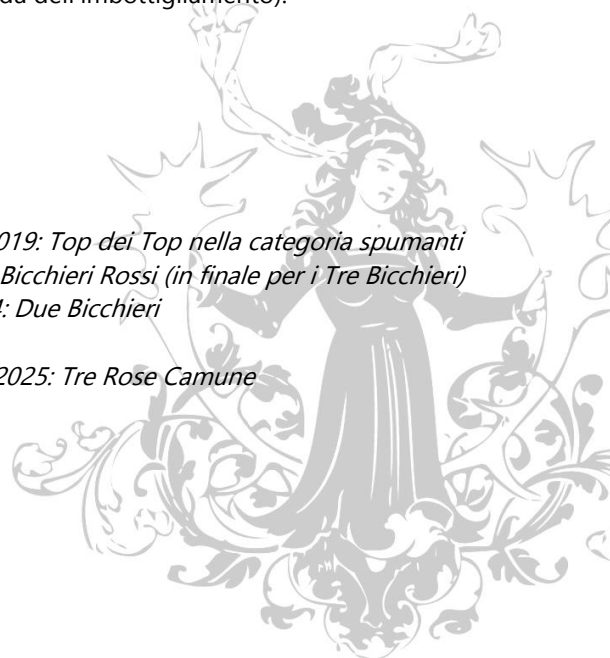 da dell'imbottigliamento).
019: Top dei Top nella categoria spumanti
Bicchieri Rossi (in finale per i Tre Bicchieri)
4: Due Bicchieri
2025: Tre Rose Camune